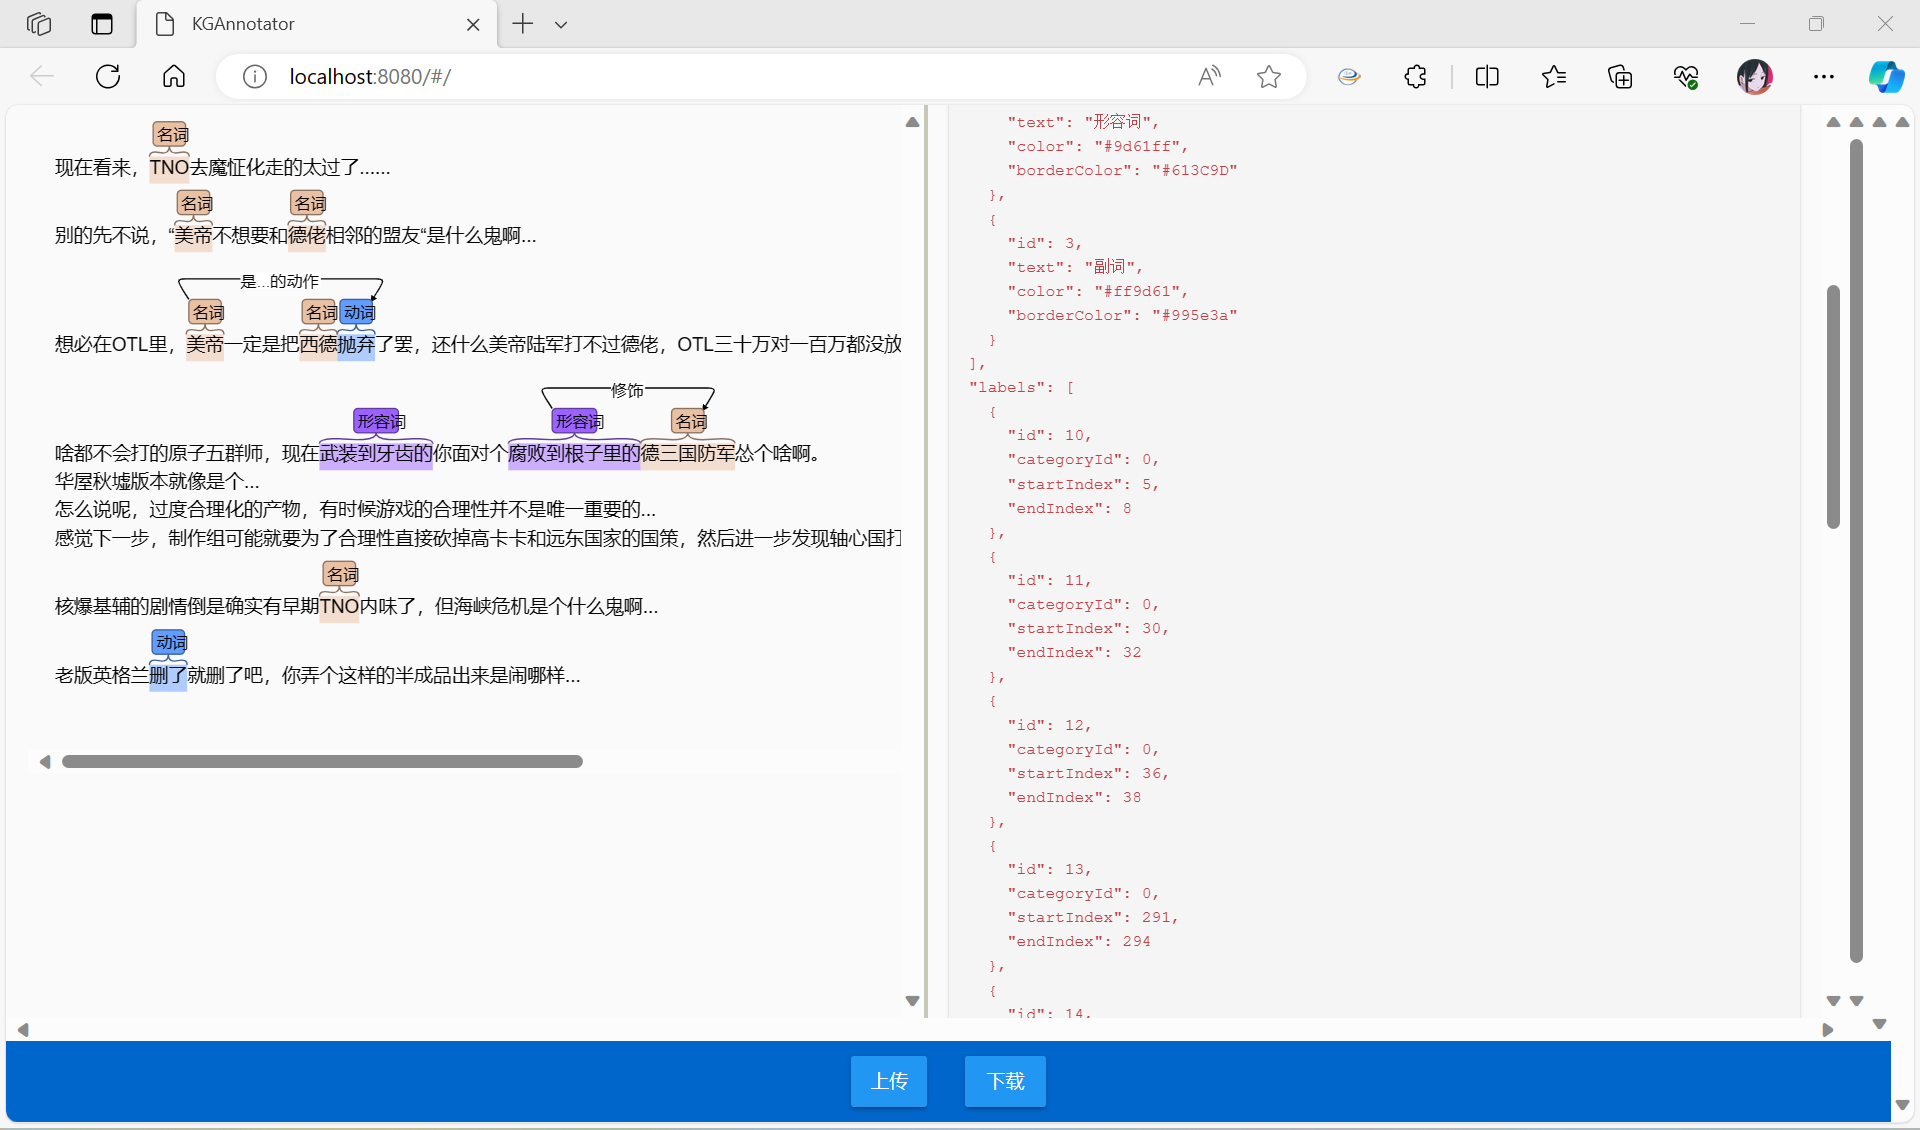 KGAnnotator
localhost:8080/#/
名词
现在看来，TNO去魔怔化走的太过了......
名词 名词
别的先不说，“美帝不想要和德佬相邻的盟友“是什么鬼啊...
是...的动作
名词 名词 动词
想必在OTL里，美帝一定是把西德抛弃了罢，还什么美帝陆军打不过德佬，OTL三十万对一百万都没放
修饰
形容词 形容词 名词
啥都不会打的原子五群师，现在武装到牙齿的你面对个腐败到根子里的德三国防军怂个啥啊。
华屋秋墟版本就像是个...
怎么说呢，过度合理化的产物，有时候游戏的合理性并不是唯一重要的...
感觉下一步，制作组可能就要为了合理性直接砍掉高卡卡和远东国家的国策，然后进一步发现轴心国打
名词
核爆基辅的剧情倒是确实有早期TNO内味了，但海峡危机是个什么鬼啊...
动词
老版英格兰删了就删了吧，你弄个这样的半成品出来是闹哪样...
"text": "形容词",
"color": "#9d61ff",
"borderColor": "#613C9D"
},
{
"id": 3,
"text": "副词",
"color": "#ff9d61",
"borderColor": "#995e3a"
}
],
"labels": [
{
"id": 10,
"categoryId": 0,
"startIndex": 5,
"endIndex": 8
},
{
"id": 11,
"categoryId": 0,
"startIndex": 30,
"endIndex": 32
},
{
"id": 12,
"categoryId": 0,
"startIndex": 36,
"endIndex": 38
},
{
"id": 13,
"categoryId": 0,
"startIndex": 291,
"endIndex": 294
},
{
"id": 14,
上传 下载